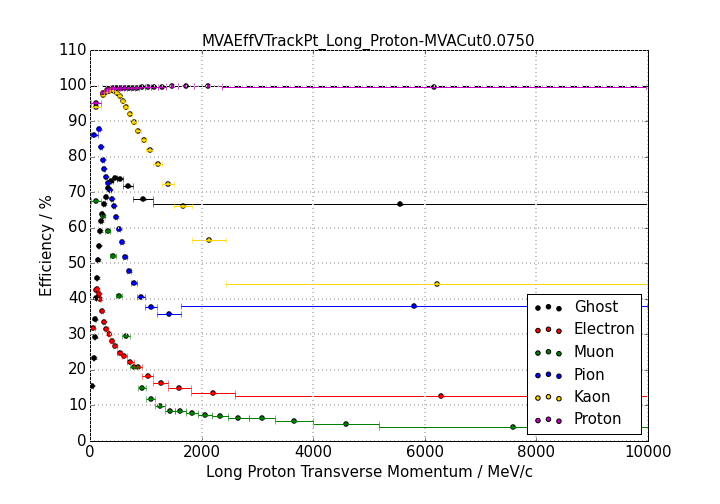 MVAEffVTrackPt_Long_Proton-MVACut0.0750
110
100
90
80
70
60
50
40
30
20
10
0
Efficiency / %
Ghost
Electron
Muon
Pion
Kaon
Proton
0 2000 4000 6000 8000 10000
Long Proton Transverse Momentum / MeV/c